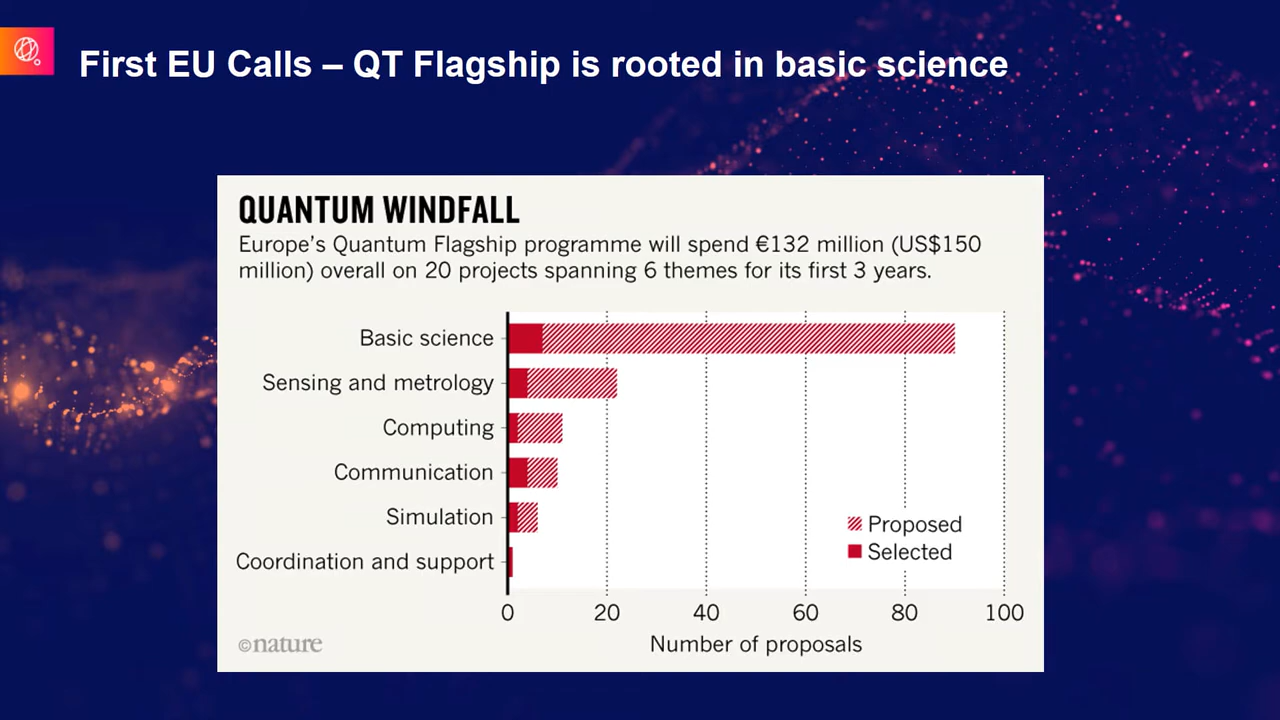 First EU Calls – QT Flagship is rooted in basic science
QUANTUM WINDFALL
Europe’s Quantum Flagship programme will spend €132 million (US$150
million) overall on 20 projects spanning 6 themes for its first 3 years.
Basic science
Sensing and metrology
Computing
Communication
Simulation
Coordination and support
Proposed
Selected
0 20 40 60 80 100
Number of proposals
©nature